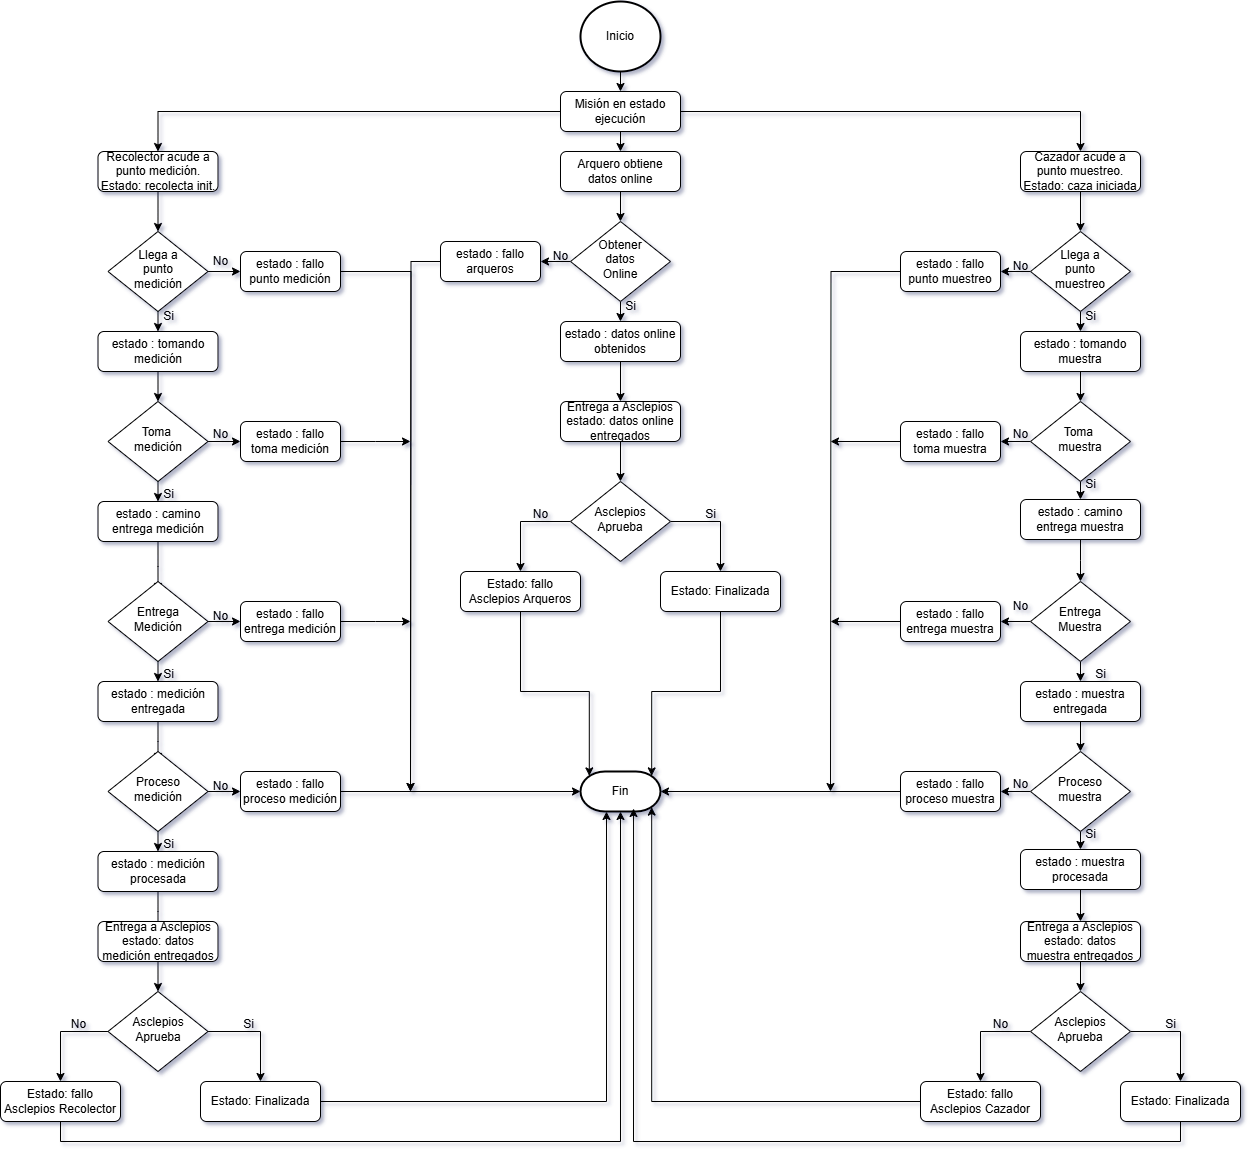 Inicio
Misión en estado
ejecución
Recolector acude a
punto medición.
Estado: recolecta init.
Arquero obtiene
datos online
Cazador acude a
punto muestreo.
Estado: caza iniciada
Llega a
punto
medición
No
estado : fallo
punto medición
Si
estado : tomando
medición
Toma
medición
No
estado : fallo
toma medición
Si
estado : camino
entrega medición
Entrega
Medición
No
estado : fallo
entrega medición
Si
estado : medición
entregada
Proceso
medición
No
estado : fallo
proceso medición
Si
estado : medición
procesada
Entrega a Asclepios
estado: datos
medición entregados
Asclepios
Aprueba
No
Si
Estado: fallo
Asclepios Recolector
Estado: Finalizada
Obtener
datos
Online
No
estado : fallo
arqueros
Si
estado : datos online
obtenidos
Entrega a Asclepios
estado: datos online
entregados
Asclepios
Aprueba
No
Si
Estado: fallo
Asclepios Arqueros
Estado: Finalizada
Fin
Llega a
punto
muestreo
No
estado : fallo
punto muestreo
Si
estado : tomando
muestra
Toma
muestra
No
estado : fallo
toma muestra
Si
estado : camino
entrega muestra
Entrega
Muestra
No
estado : fallo
entrega muestra
Si
estado : muestra
entregada
Proceso
muestra
No
estado : fallo
proceso muestra
Si
estado : muestra
procesada
Entrega a Asclepios
estado: datos
muestra entregados
Asclepios
Aprueba
No
Si
Estado: fallo
Asclepios Cazador
Estado: Finalizada